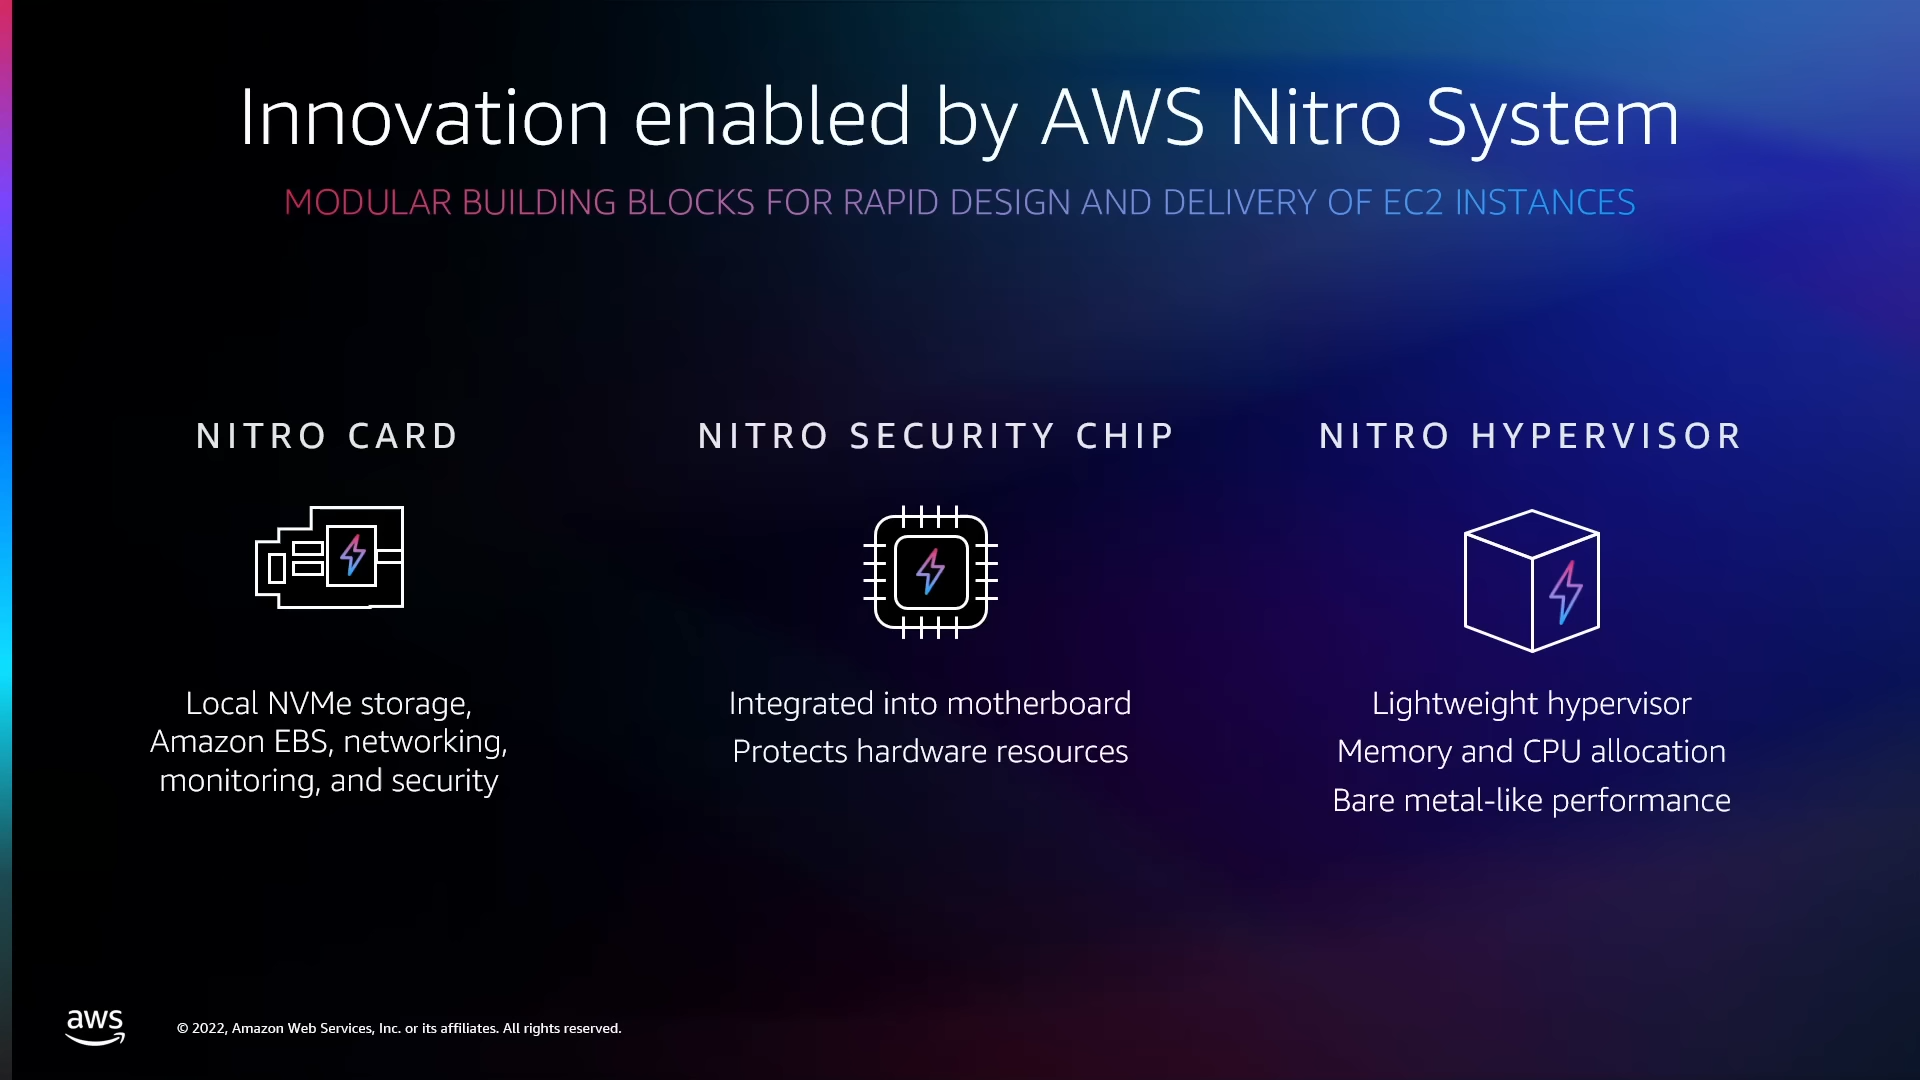 Innovation enabled by AWS Nitro System
MODULAR BUILDING BLOCKS FOR RAPID DESIGN AND DELIVERY OF EC2 INSTANCES
NITRO CARD
Local NVMe storage,
Amazon EBS, networking,
monitoring, and security
NITRO SECURITY CHIP
Integrated into motherboard
Protects hardware resources
NITRO HYPERVISOR
Lightweight hypervisor
Memory and CPU allocation
Bare metal-like performance
aws
© 2022, Amazon Web Services, Inc. or its affiliates. All rights reserved.